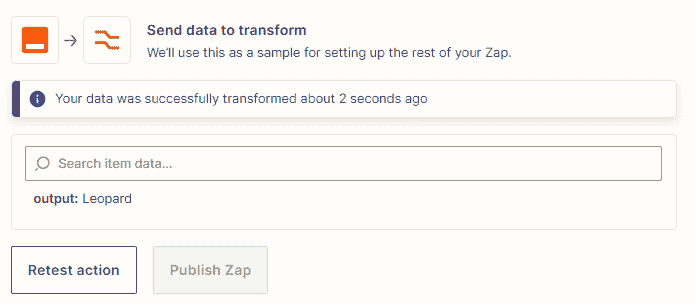 Send data to transform
We'll use this as a sample for setting up the rest of your Zap.
Your data was successfully transformed about 2 seconds ago
Search item data...
output: Leopard
Retest action
Publish Zap